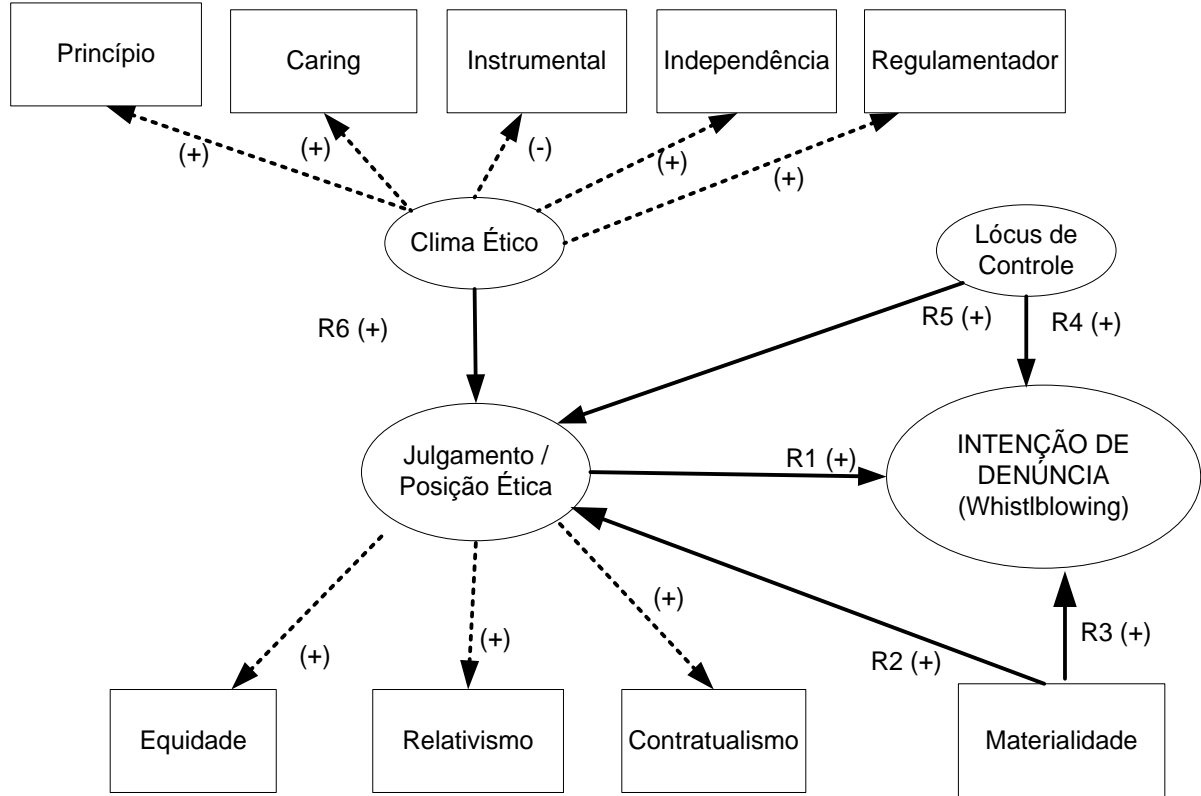 Princípio
Caring
Instrumental
Independência
Regulamentador
(+)
(+)
(-)
(+)
(+)
Clima Ético
Lócus de
Controle
R6 (+)
R5 (+)
R4 (+)
Julgamento /
Posição Ética
R1 (+)
INTENÇÃO DE
DENÚNCIA
(Whistlblowing)
(+)
(+)
(+)
R2 (+)
R3 (+)
Equidade
Relativismo
Contratualismo
Materialidade